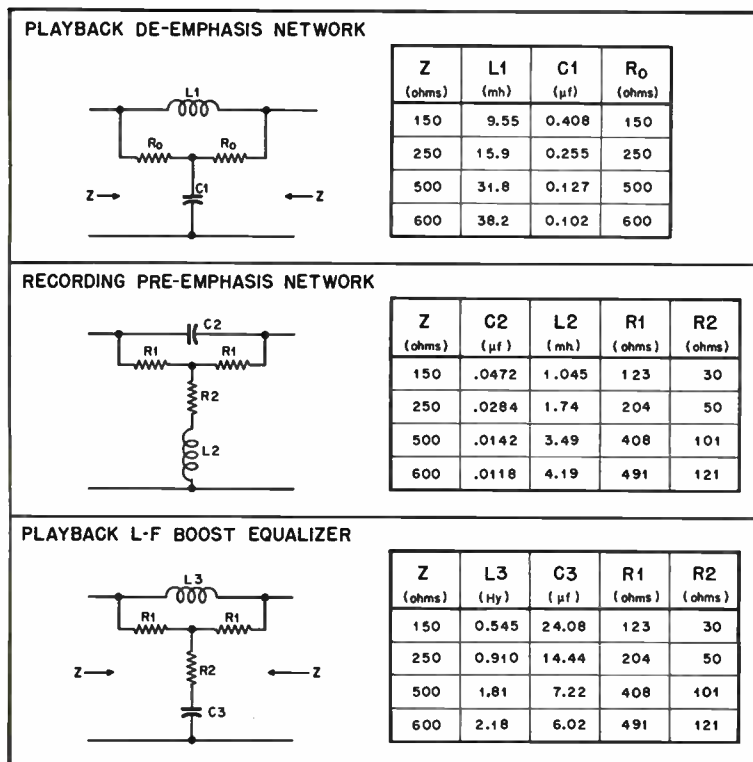 PLAYBACK DE-EMPHASIS NETWORK
L1
Ro Ro
C1
Z → ← Z
Z L1 C1 Ro
(ohms) (mh) (µf) (ohms)
150 9.55 0.408 150
250 15.9 0.255 250
500 31.8 0.127 500
600 38.2 0.102 600
RECORDING PRE-EMPHASIS NETWORK
C2
R1 R1
R2
L2
Z C2 L2 R1 R2
(ohms) (µf) (mh) (ohms) (ohms)
150 .0472 1.045 123 30
250 .0284 1.74 204 50
500 .0142 3.49 408 101
600 .0118 4.19 491 121
PLAYBACK L-F BOOST EQUALIZER
L3
R1 R1
R2
Z → ← Z
C3
Z L3 C3 R1 R2
(ohms) (Hy) (µf) (ohms) (ohms)
150 0.545 24.08 123 30
250 0.910 14.44 204 50
500 1.81 7.22 408 101
600 2.18 6.02 491 121